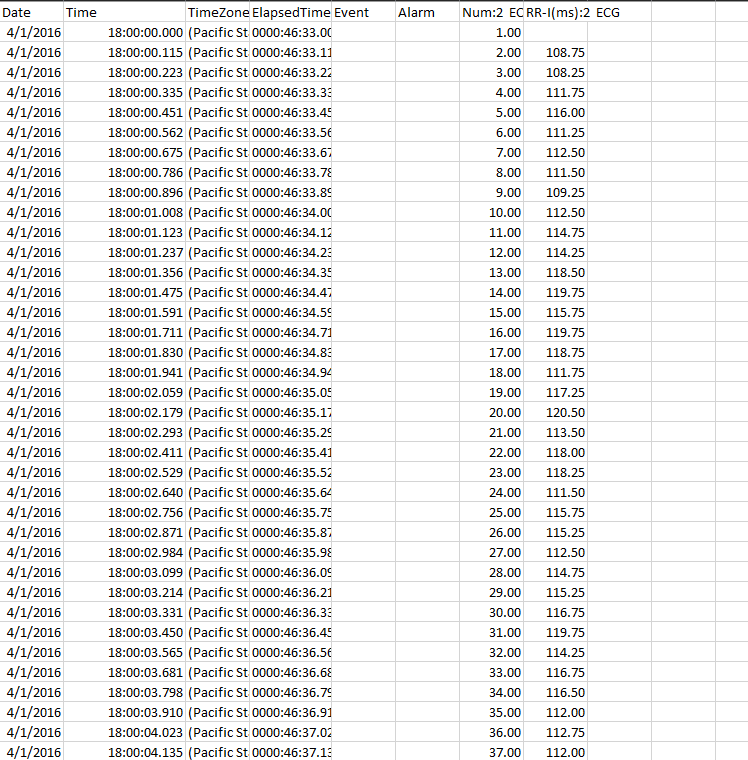 Date Time TimeZone ElapsedTime Event Alarm Num:2 EC RR-I(ms):2 ECG
4/1/2016 18:00:00.000 (Pacific St 0000:46:33.00 1.00
4/1/2016 18:00:00.115 (Pacific St 0000:46:33.11 2.00 108.75
4/1/2016 18:00:00.223 (Pacific St 0000:46:33.22 3.00 108.25
4/1/2016 18:00:00.335 (Pacific St 0000:46:33.33 4.00 111.75
4/1/2016 18:00:00.451 (Pacific St 0000:46:33.45 5.00 116.00
4/1/2016 18:00:00.562 (Pacific St 0000:46:33.56 6.00 111.25
4/1/2016 18:00:00.675 (Pacific St 0000:46:33.67 7.00 112.50
4/1/2016 18:00:00.786 (Pacific St 0000:46:33.78 8.00 111.50
4/1/2016 18:00:00.896 (Pacific St 0000:46:33.89 9.00 109.25
4/1/2016 18:00:01.008 (Pacific St 0000:46:34.00 10.00 112.50
4/1/2016 18:00:01.123 (Pacific St 0000:46:34.12 11.00 114.75
4/1/2016 18:00:01.237 (Pacific St 0000:46:34.23 12.00 114.25
4/1/2016 18:00:01.356 (Pacific St 0000:46:34.35 13.00 118.50
4/1/2016 18:00:01.475 (Pacific St 0000:46:34.47 14.00 119.75
4/1/2016 18:00:01.591 (Pacific St 0000:46:34.59 15.00 115.75
4/1/2016 18:00:01.711 (Pacific St 0000:46:34.71 16.00 119.75
4/1/2016 18:00:01.830 (Pacific St 0000:46:34.83 17.00 118.75
4/1/2016 18:00:01.941 (Pacific St 0000:46:34.94 18.00 111.75
4/1/2016 18:00:02.059 (Pacific St 0000:46:35.05 19.00 117.25
4/1/2016 18:00:02.179 (Pacific St 0000:46:35.17 20.00 120.50
4/1/2016 18:00:02.293 (Pacific St 0000:46:35.29 21.00 113.50
4/1/2016 18:00:02.411 (Pacific St 0000:46:35.41 22.00 118.00
4/1/2016 18:00:02.529 (Pacific St 0000:46:35.52 23.00 118.25
4/1/2016 18:00:02.640 (Pacific St 0000:46:35.64 24.00 111.50
4/1/2016 18:00:02.756 (Pacific St 0000:46:35.75 25.00 115.75
4/1/2016 18:00:02.871 (Pacific St 0000:46:35.87 26.00 115.25
4/1/2016 18:00:02.984 (Pacific St 0000:46:35.98 27.00 112.50
4/1/2016 18:00:03.099 (Pacific St 0000:46:36.09 28.00 114.75
4/1/2016 18:00:03.214 (Pacific St 0000:46:36.21 29.00 115.25
4/1/2016 18:00:03.331 (Pacific St 0000:46:36.33 30.00 116.75
4/1/2016 18:00:03.450 (Pacific St 0000:46:36.45 31.00 119.75
4/1/2016 18:00:03.565 (Pacific St 0000:46:36.56 32.00 114.25
4/1/2016 18:00:03.681 (Pacific St 0000:46:36.68 33.00 116.75
4/1/2016 18:00:03.798 (Pacific St 0000:46:36.79 34.00 116.50
4/1/2016 18:00:03.910 (Pacific St 0000:46:36.91 35.00 112.00
4/1/2016 18:00:04.023 (Pacific St 0000:46:37.02 36.00 112.75
4/1/2016 18:00:04.135 (Pacific St 0000:46:37.13 37.00 112.00